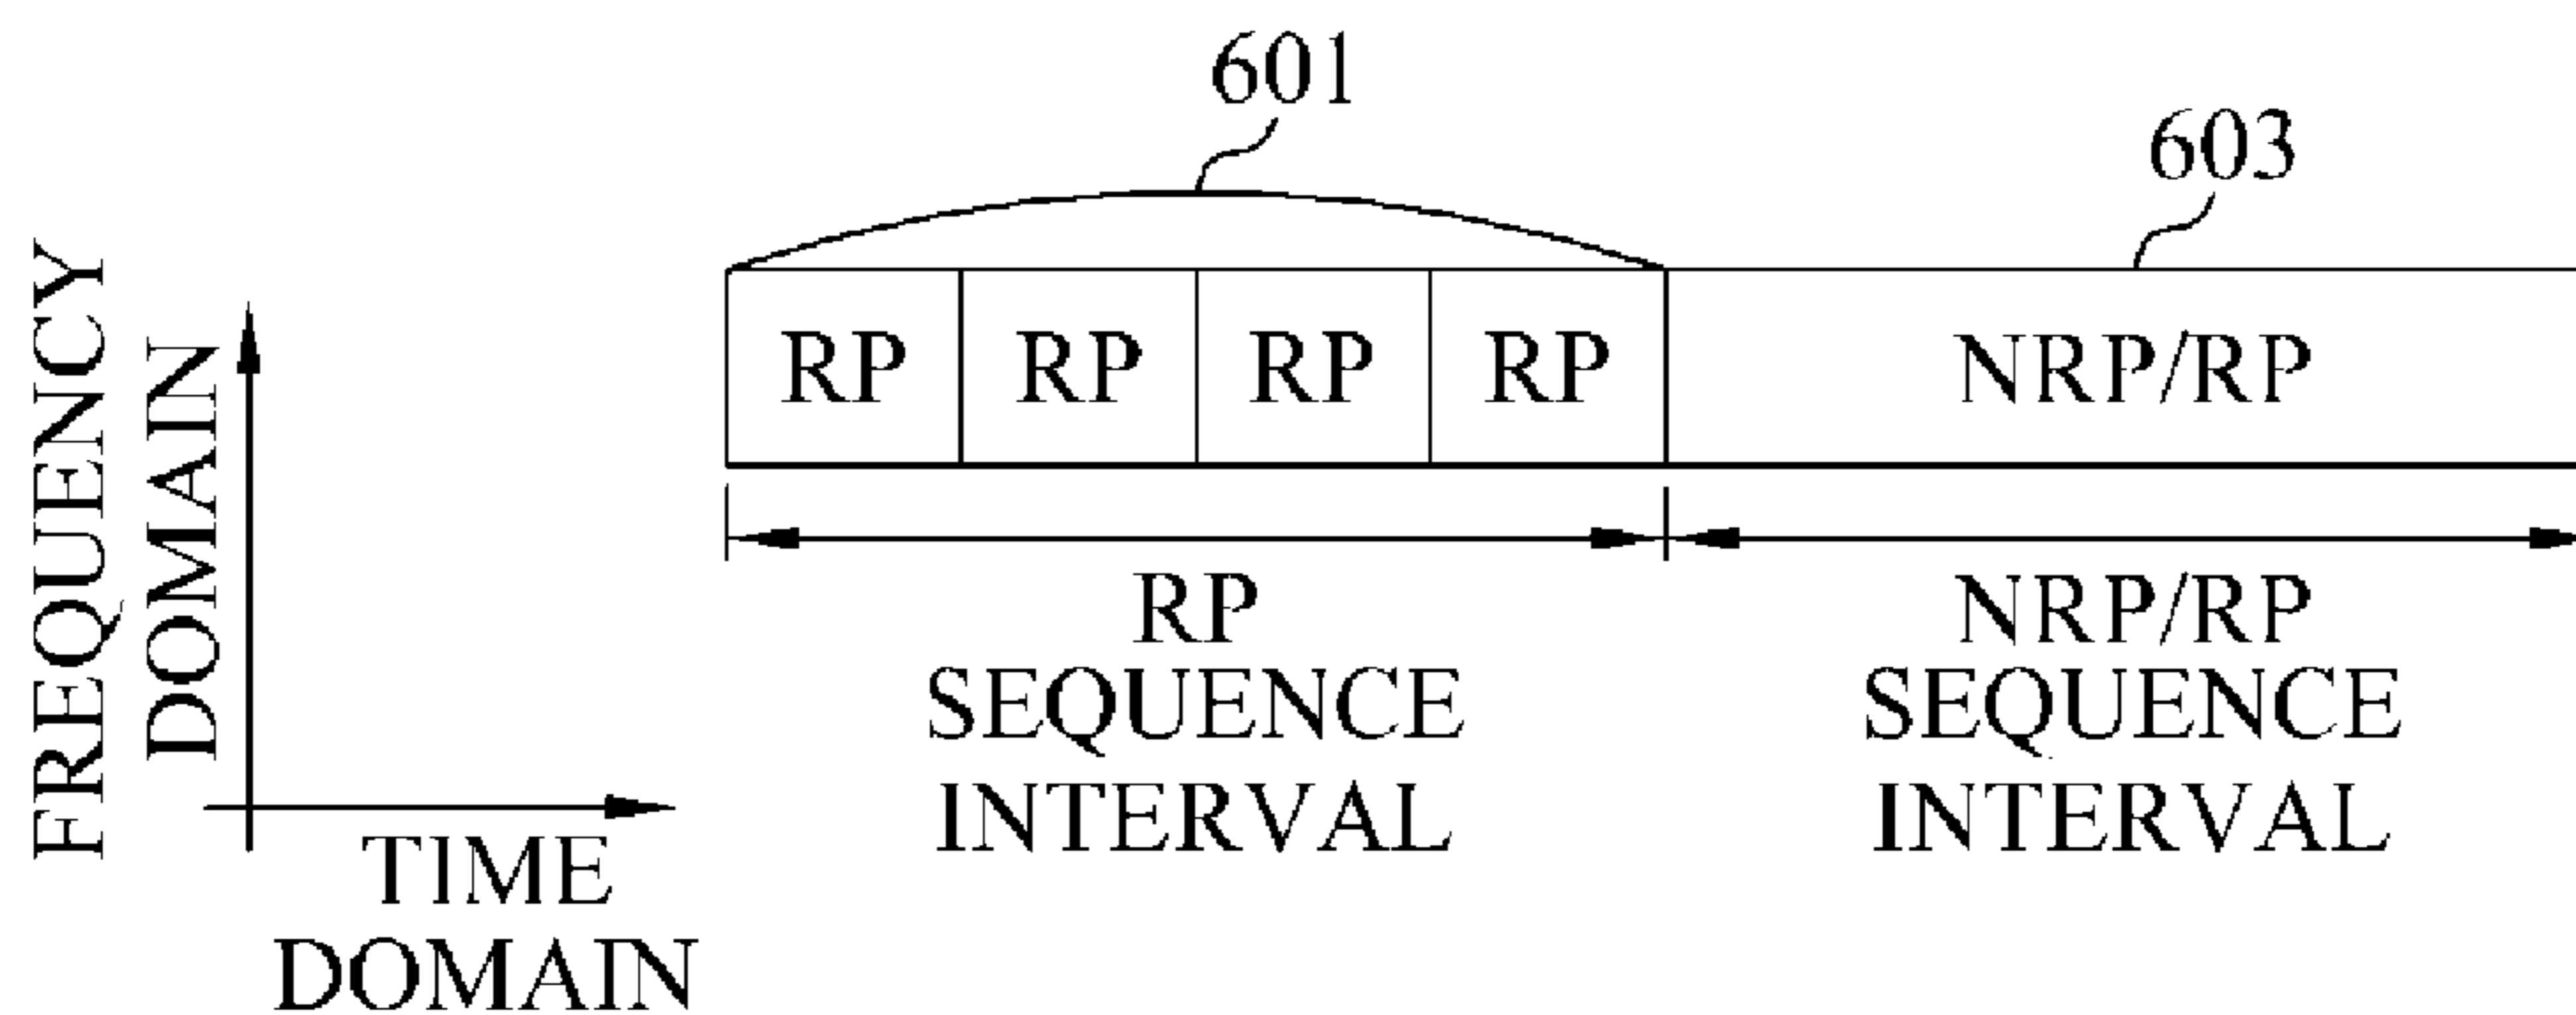 601
603
RP RP RP RP NRP/RP
FREQUENCY
DOMAIN
RP
SEQUENCE
INTERVAL
NRP/RP
SEQUENCE
INTERVAL
TIME
DOMAIN